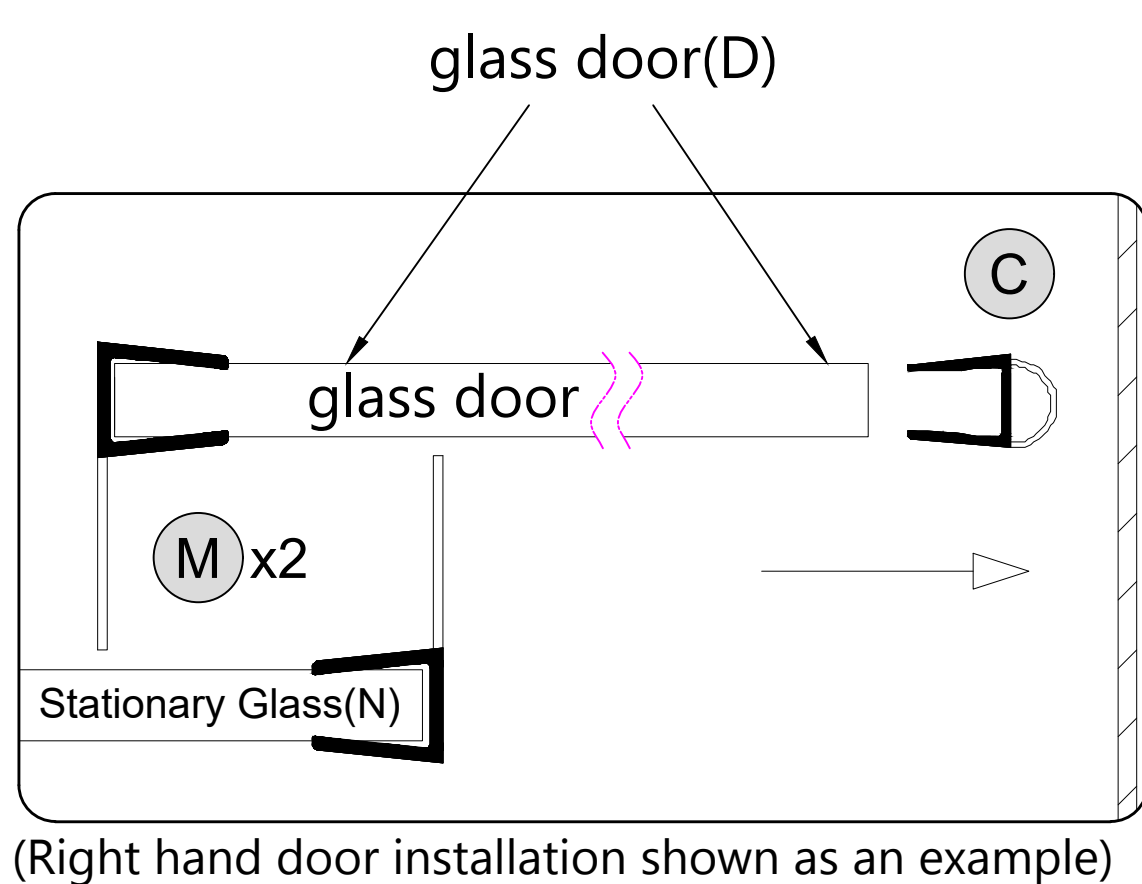 glass door(D)
C
glass door
M x2
Stationary Glass(N)
(Right hand door installation shown as an example)